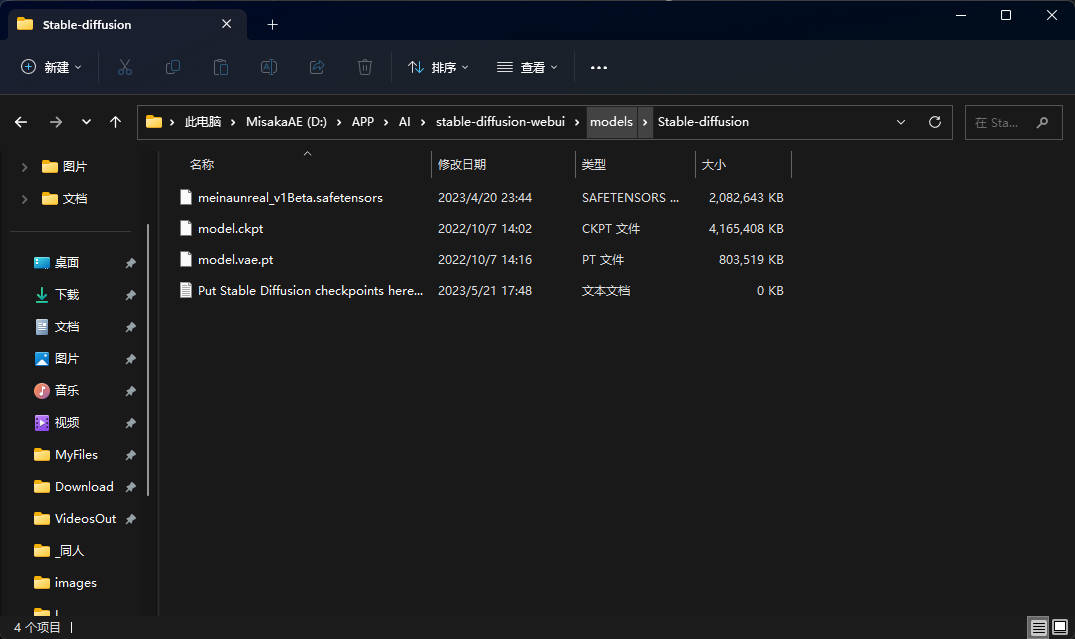 Stable-diffusion
新建
排序
查看
此电脑 > MisakaAE (D:) > APP > AI > stable-diffusion-webui > models > Stable-diffusion
在 Sta...
图片
文档
桌面
下载
文档
图片
音乐
视频
MyFiles
Download
VideosOut
_同人
images
名称 修改日期 类型 大小
meinaunreal_v1Beta.safetensors 2023/4/20 23:44 SAFETENSORS ... 2,082,643 KB
model.ckpt 2022/10/7 14:02 CKPT 文件 4,165,408 KB
model.vae.pt 2022/10/7 14:16 PT 文件 803,519 KB
Put Stable Diffusion checkpoints here... 2023/5/21 17:48 文本文档 0 KB
4 个项目